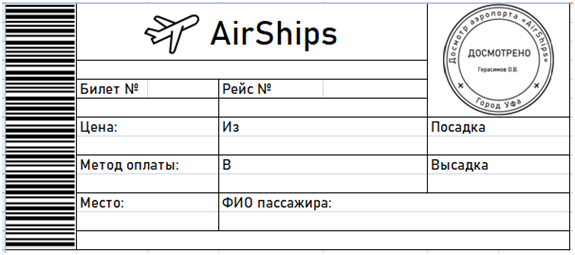 AirShips
Досмотр аэропорта «AirShips»
ДОСМОТРЕНО
Герасимов О.В.
Город Уфа
Билет № Рейс №
Цена: Из Посадка
Метод оплаты: В Высадка
Место: ФИО пассажира: